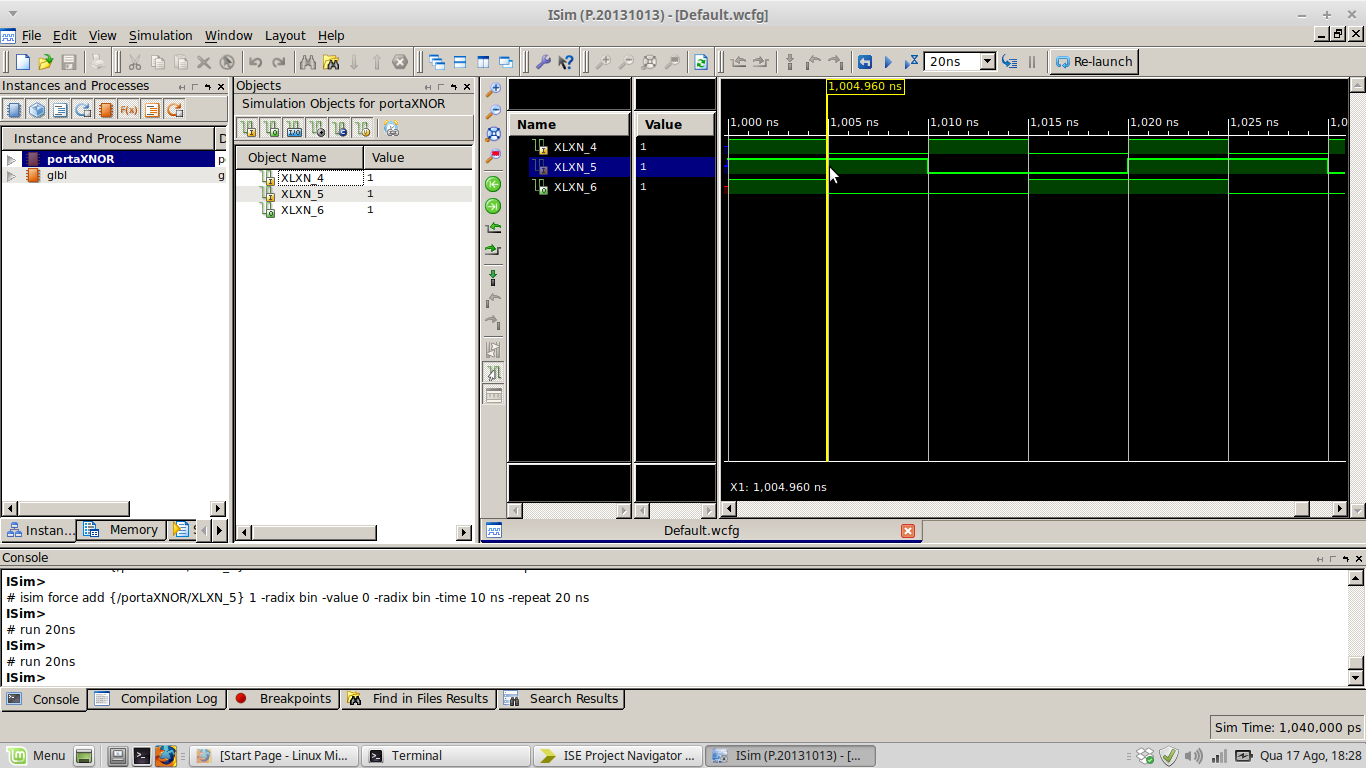 ISim (P.20131013) - [Default.wcfg]
File Edit View Simulation Window Layout Help
20ns Re-launch
Instances and Processes
Instance and Process Name D
portaXNOR p
glbl g
Instan... Memory S
Objects
Simulation Objects for portaXNOR
Object Name Value
XLXN_4 1
XLXN_5 1
XLXN_6 1
Name Value
XLXN_4 1
XLXN_5 1
XLXN_6 1
1,004.960 ns
1,000 ns 1,005 ns 1,010 ns 1,015 ns 1,020 ns 1,025 ns 1,0
X1: 1,004.960 ns
Default.wcfg
Console
ISim>
# isim force add {/portaXNOR/XLXN_5} 1 -radix bin -value 0 -radix bin -time 10 ns -repeat 20 ns
ISim>
# run 20ns
ISim>
# run 20ns
ISim>
Console Compilation Log Breakpoints Find in Files Results Search Results
Sim Time: 1,040,000 ps
Menu [Start Page - Linux Mi... Terminal ISE Project Navigator ... ISim (P.20131013) - [... Qua 17 Ago, 18:28